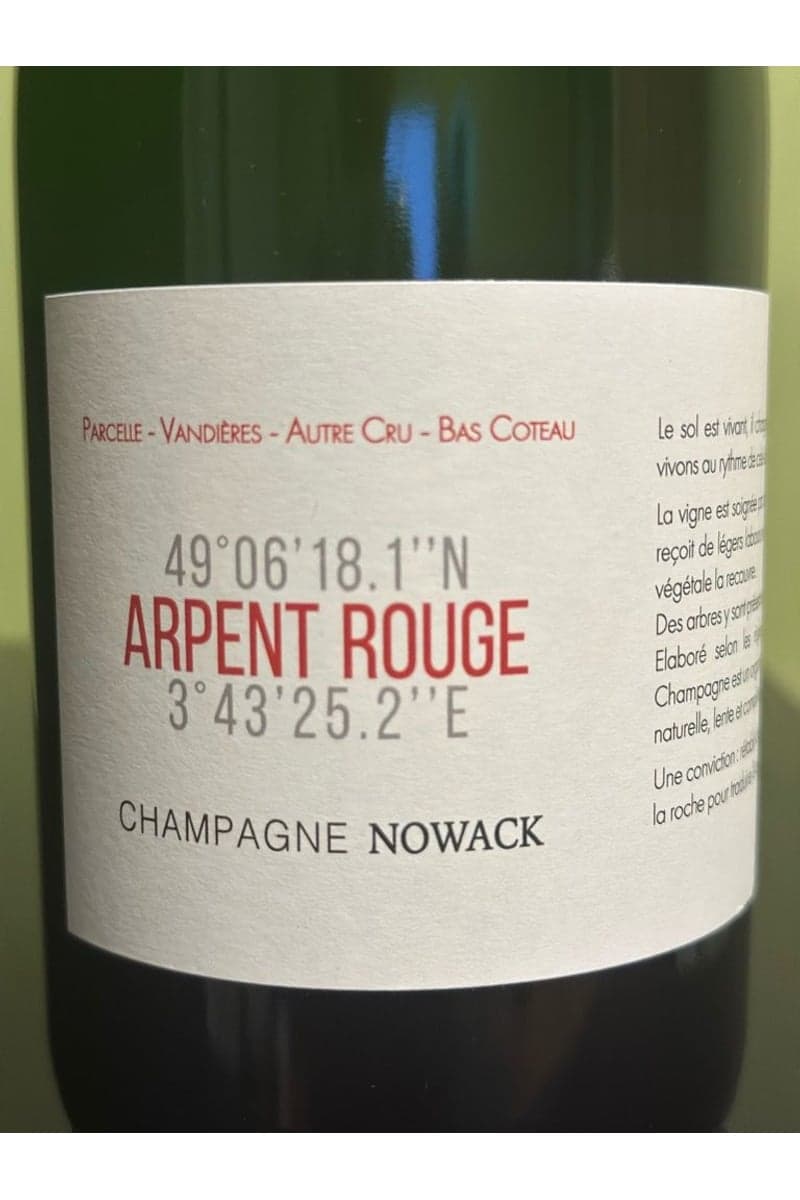 PARCELLE - VANDIÈRES - AUTRE CRU - BAS COTEAU
49°06'18.1''N
ARPENT ROUGE
3°43'25.2''E
CHAMPAGNE NOWACK
Le sol est vivant, il
vivons au rythme de
La vigne est soignée
reçoit de légers
végétale la recouvre.
Des arbres y sont
Elaboré selon les
Champagne est un
naturelle, lente et
Une conviction :
la roche pour